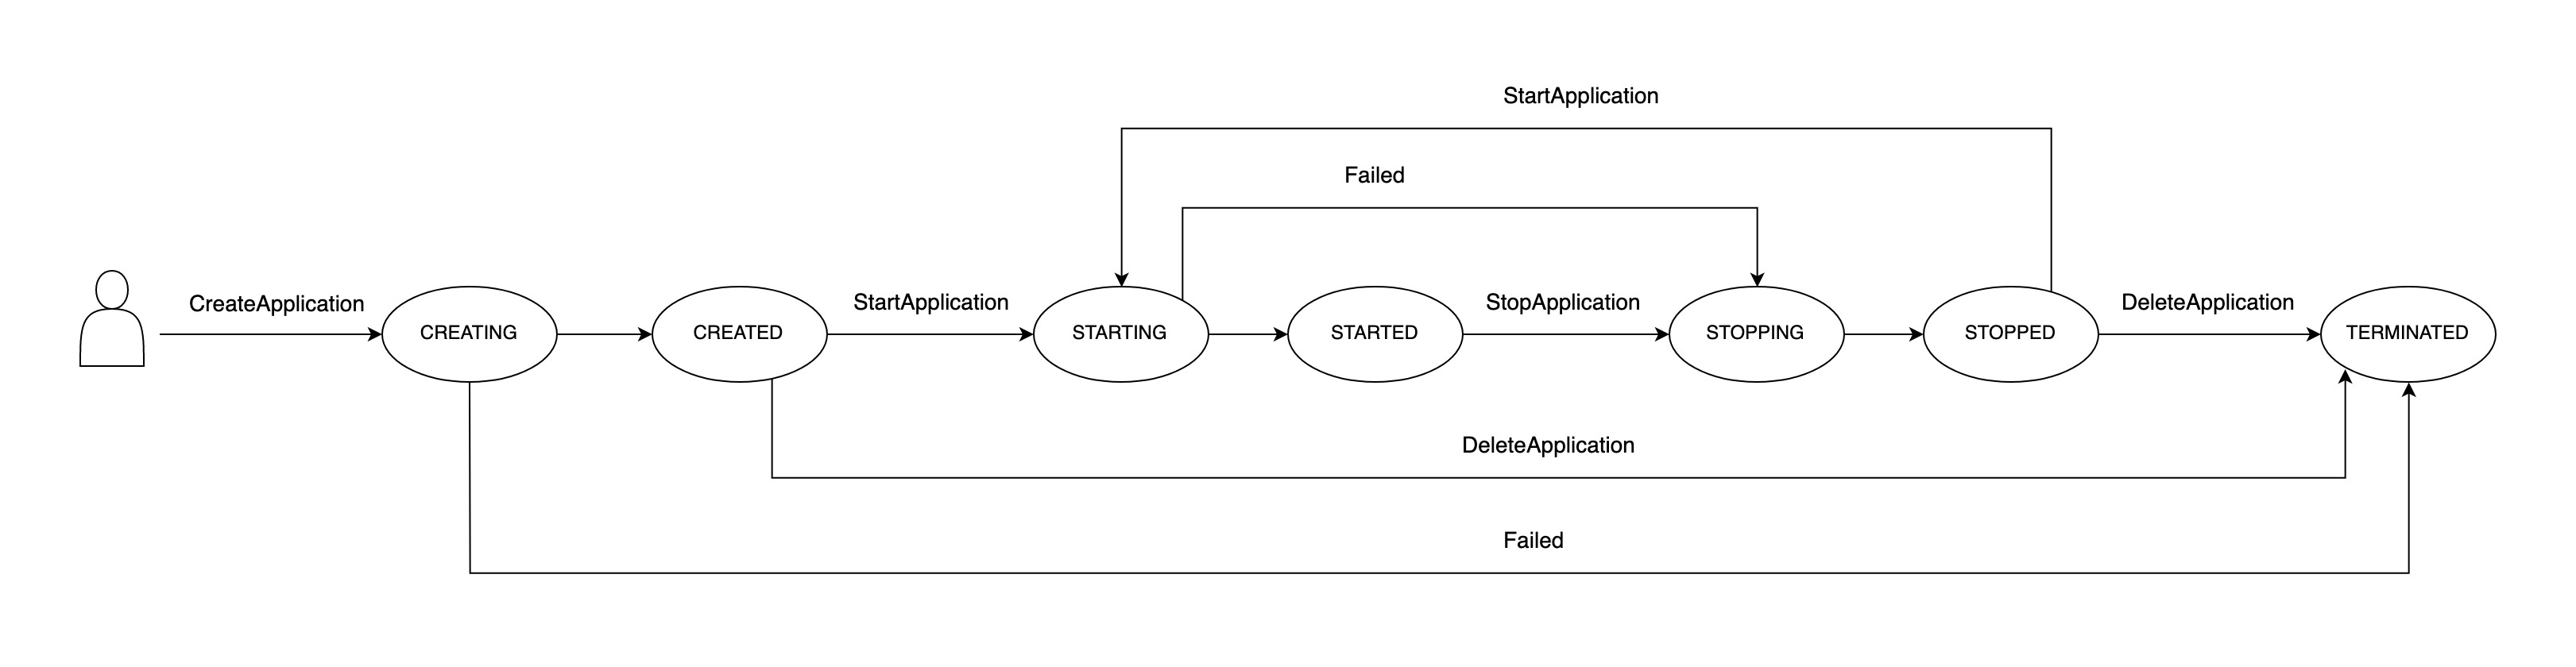 StartApplication
Failed
CreateApplication
CREATING
CREATED
StartApplication
STARTING
STARTED
StopApplication
STOPPING
STOPPED
DeleteApplication
TERMINATED
DeleteApplication
Failed